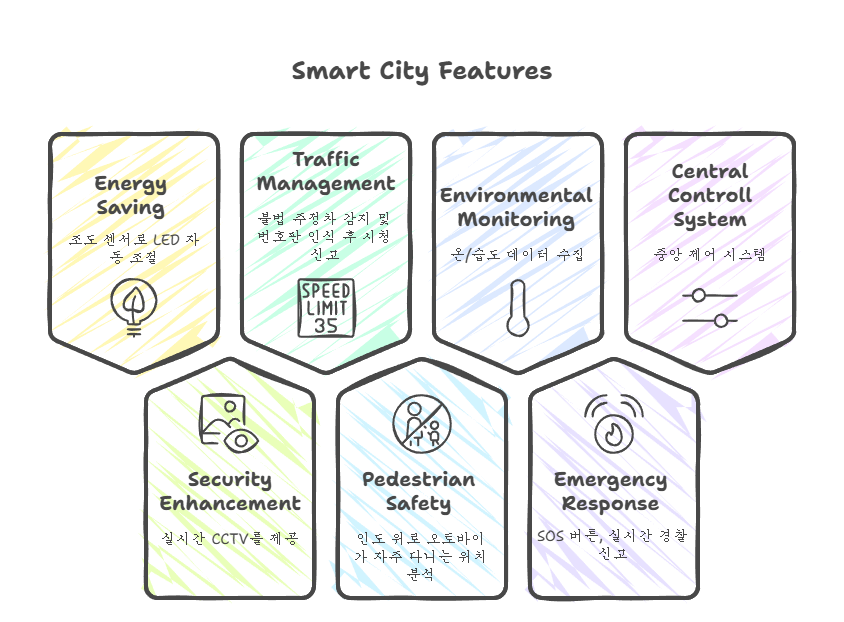 Smart City Features
Energy
Saving
조도 센서로 LED 자
동 조절
Traffic
Management
불법 주정차 감지 및
번호판 인식 후 시청
신고
SPEED
LIMIT
35
Environmental
Monitoring
온/습도 데이터 수집
Central
Controll
System
중앙 제어 시스템
Security
Enhancement
실시간 CCTV를 제공
Pedestrian
Safety
인도 위로 오토바이
가 자주 다니는 위치
분석
Emergency
Response
SOS 버튼, 실시간 경찰
신고